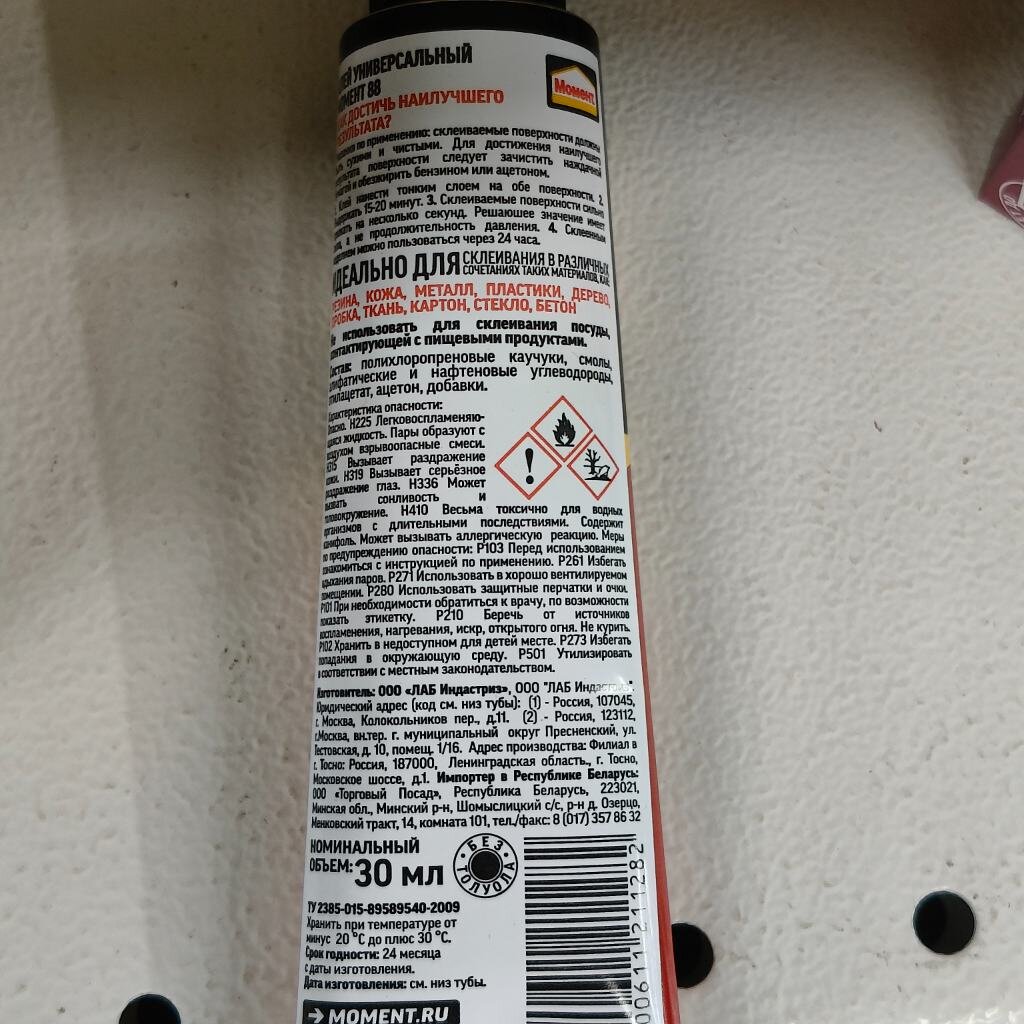 КЛЕЙ УНИВЕРСАЛЬНЫЙ
МОМЕНТ 88
Момент
КАК ДОСТИЧЬ НАИЛУЧШЕГО
РЕЗУЛЬТАТА?
по применению: склеиваемые поверхности должны
быть сухими и чистыми. Для достижения наилучшего
результата поверхности следует зачистить наждачной
бумагой и обезжирить бензином или ацетоном.
1. Клей нанести тонким слоем на обе поверхности. 2.
15-20 минут. 3. Склеиваемые поверхности сильно
на несколько секунд. Решающее значение имеет
сила, а не продолжительность давления. 4. Склеенным
изделием можно пользоваться через 24 часа.
ИДЕАЛЬНО ДЛЯ СКЛЕИВАНИЯ В РАЗЛИЧНЫХ
СОЧЕТАНИЯХ ТАКИХ МАТЕРИАЛОВ, КАК:
РЕЗИНА, КОЖА, МЕТАЛЛ, ПЛАСТИКИ, ДЕРЕВО,
ПРОБКА, ТКАНЬ, КАРТОН, СТЕКЛО, БЕТОН
Не использовать для склеивания посуды,
контактирующей с пищевыми продуктами.
Состав: полихлоропреновые каучуки, смолы,
алифатические и нафтеновые углеводороды,
этилацетат, ацетон, добавки.
Характеристика опасности:
Опасно. H225 Легковоспламеняю-
щаяся жидкость. Пары образуют с
воздухом взрывоопасные смеси.
H315 Вызывает раздражение
кожи. H319 Вызывает серьёзное
раздражение глаз. H336 Может
вызвать сонливость и
головокружение. H410 Весьма токсично для водных
организмов с длительными последствиями. Содержит
канифоль. Может вызывать аллергическую реакцию. Меры
по предупреждению опасности: P103 Перед использованием
ознакомиться с инструкцией по применению. P261 Избегать
вдыхания паров. P271 Использовать в хорошо вентилируемом
помещении. P280 Использовать защитные перчатки и очки.
P101 При необходимости обратиться к врачу, по возможности
показать этикетку. P210 Беречь от источников
воспламенения, нагревания, искр, открытого огня. Не курить.
P102 Хранить в недоступном для детей месте. P273 Избегать
попадания в окружающую среду. P501 Утилизировать
в соответствии с местным законодательством.
Изготовитель: ООО «ЛАБ Индастриз», ООО "ЛАБ Индастриз".
Юридический адрес (код см. низ тубы): (1) - Россия, 107045,
г. Москва, Колокольников пер., д.11. (2) - Россия, 123112,
г.Москва, вн.тер. г. муниципальный округ Пресненский, ул.
Тестовская, д. 10, помещ. 1/16. Адрес производства: Филиал в
г. Тосно: Россия, 187000, Ленинградская область., г. Тосно,
Московское шоссе, д.1. Импортер в Республике Беларусь:
ООО «Торговый Посад», Республика Беларусь, 223021,
Минская обл., Минский р-н, Шомыслицкий с/с, р-н д. Озерцо,
Менковский тракт, 14, комната 101, тел./факс: 8 (017) 357 86 32
НОМИНАЛЬНЫЙ
ОБЪЕМ: 30 мл
БЕЗ ТОЛУОЛА
ТУ 2385-015-89589540-2009
Хранить при температуре от
минус 20 °С до плюс 30 °С.
Срок годности: 24 месяца
с даты изготовления.
Дата изготовления: см. низ тубы.
→ MOMENT.RU
00611211282